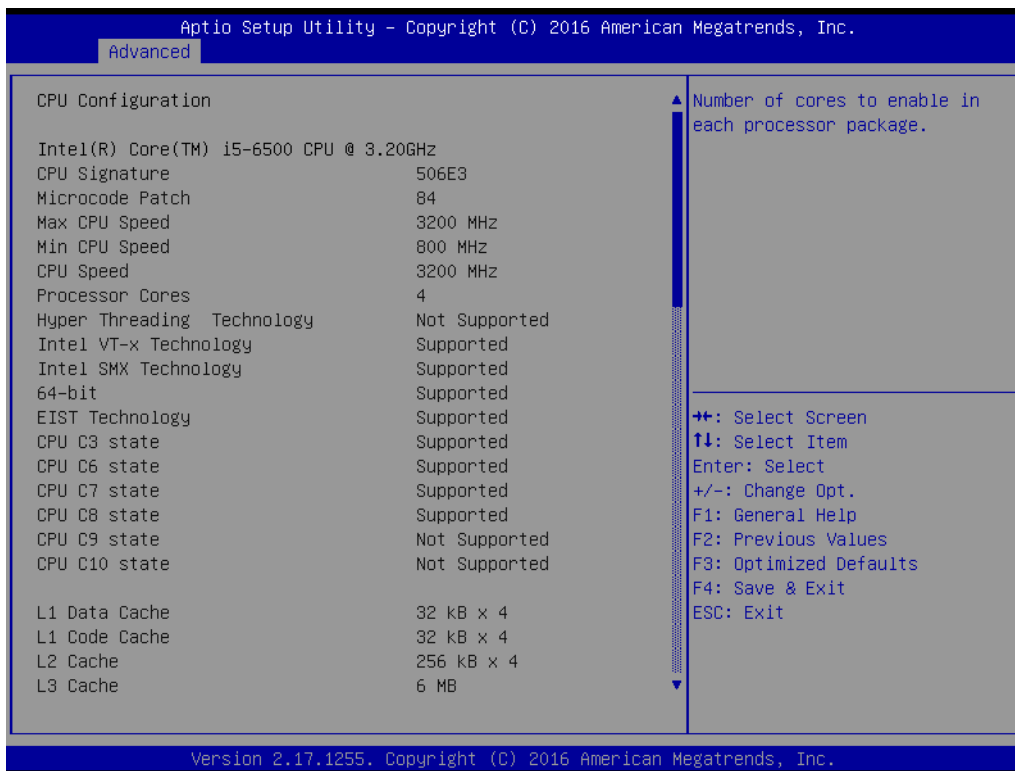 Aptio Setup Utility – Copyright (C) 2016 American Megatrends, Inc.
Advanced
CPU Configuration
Intel(R) Core(TM) i5-6500 CPU @ 3.20GHz
CPU Signature 506E3
Microcode Patch 84
Max CPU Speed 3200 MHz
Min CPU Speed 800 MHz
CPU Speed 3200 MHz
Processor Cores 4
Hyper Threading Technology Not Supported
Intel VT-x Technology Supported
Intel SMX Technology Supported
64-bit Supported
EIST Technology Supported
CPU C3 state Supported
CPU C6 state Supported
CPU C7 state Supported
CPU C8 state Supported
CPU C9 state Not Supported
CPU C10 state Not Supported
L1 Data Cache 32 kB x 4
L1 Code Cache 32 kB x 4
L2 Cache 256 kB x 4
L3 Cache 6 MB
Number of cores to enable in
each processor package.
→←: Select Screen
↑↓: Select Item
Enter: Select
+/-: Change Opt.
F1: General Help
F2: Previous Values
F3: Optimized Defaults
F4: Save & Exit
ESC: Exit
Version 2.17.1255. Copyright (C) 2016 American Megatrends, Inc.